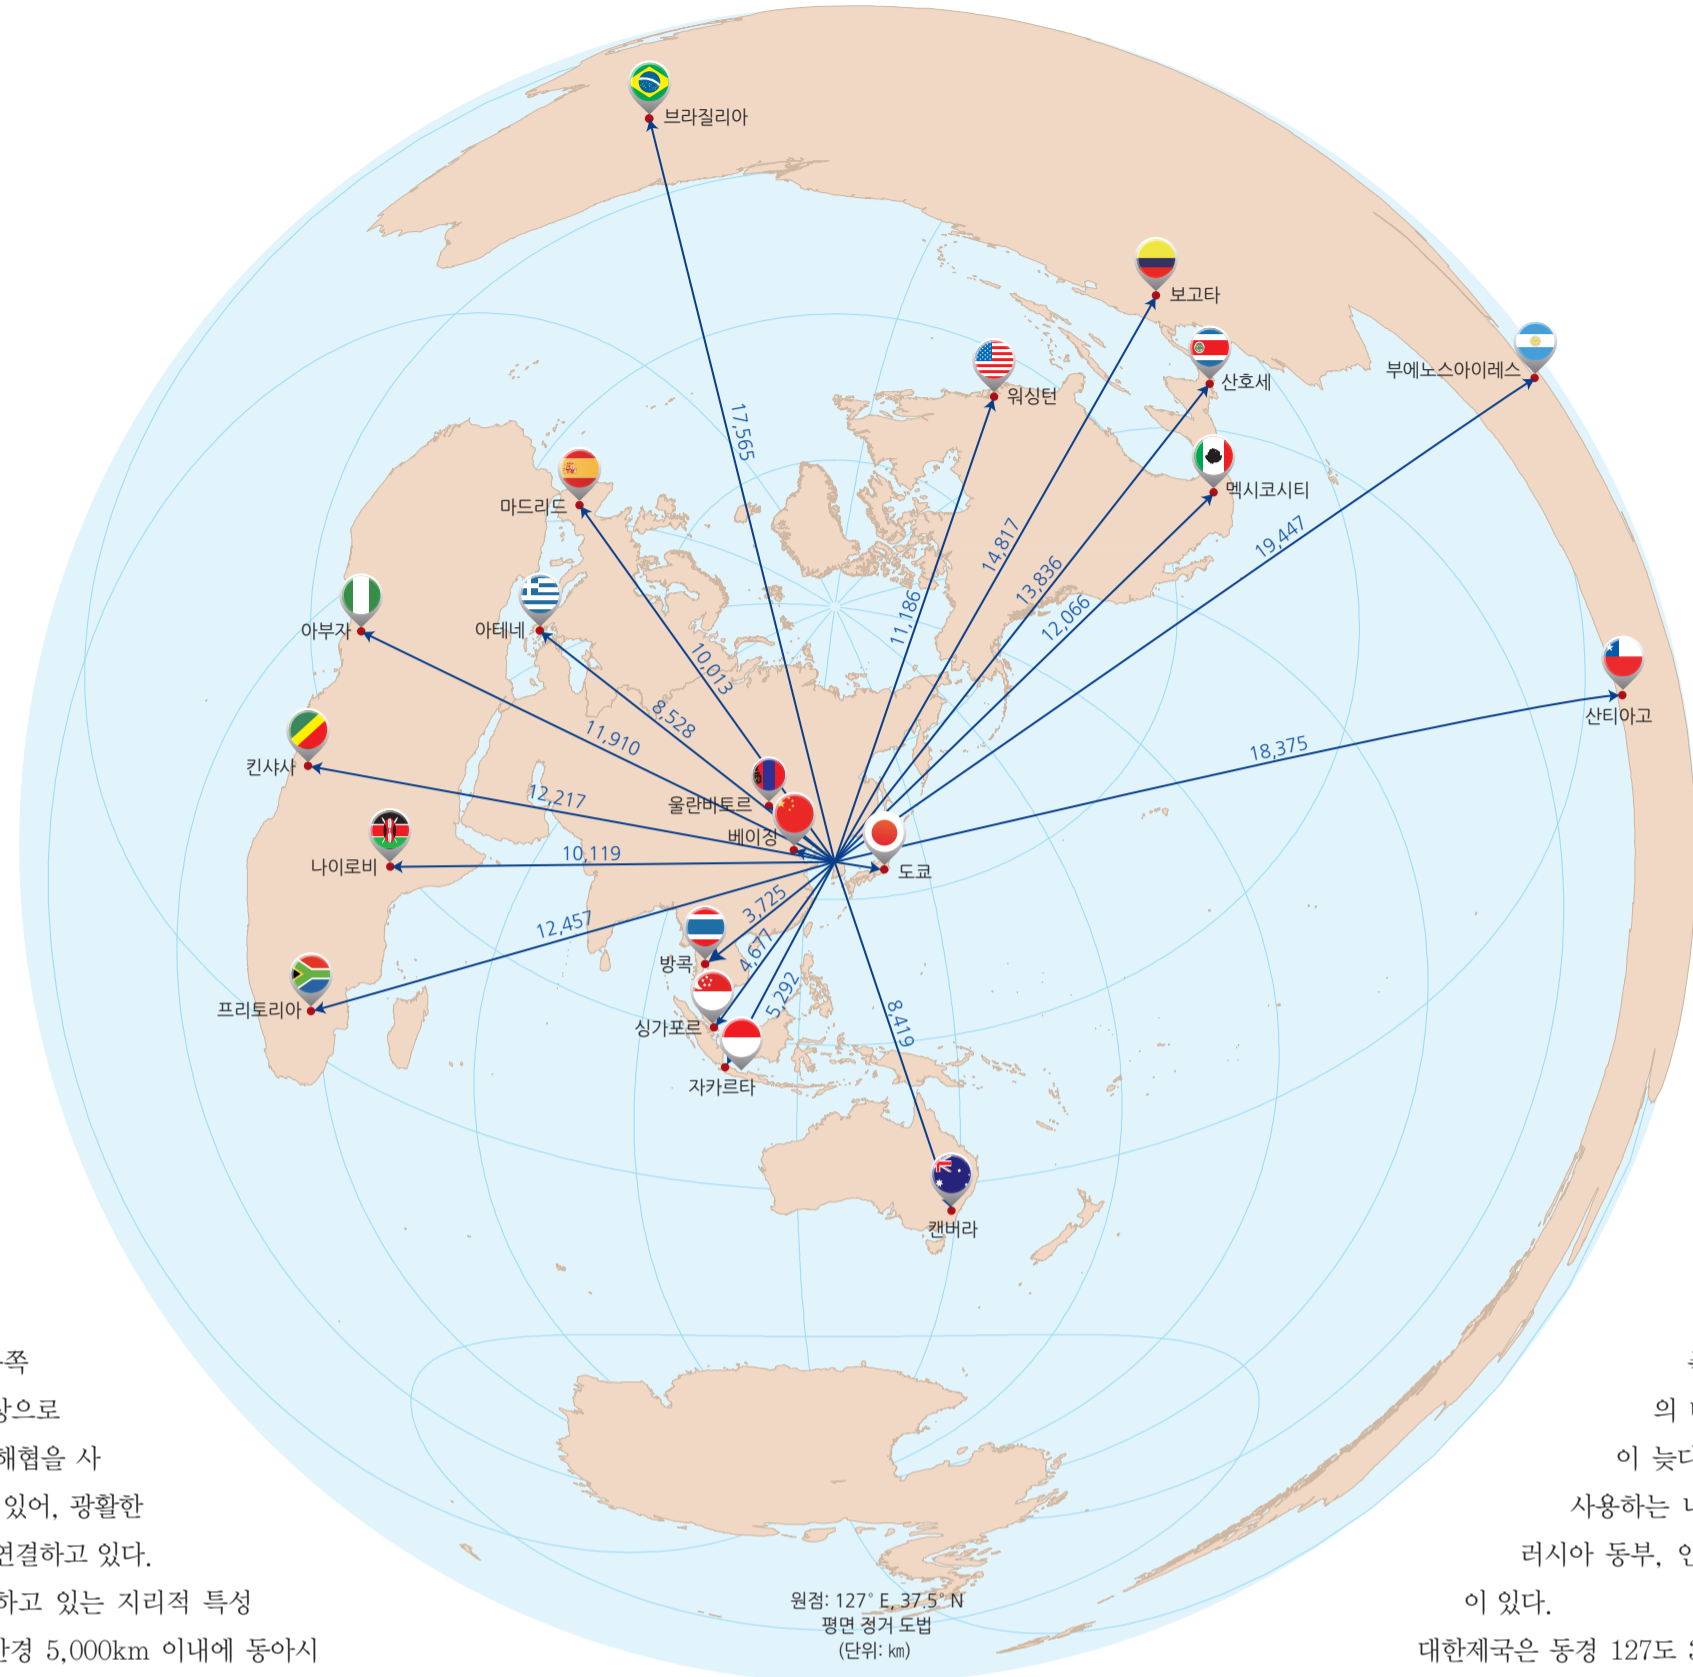 브라질리아
보고타
산호세
부에노스아이레스
워싱턴
17,565
멕시코시티
마드리드
19,447
14,817
13,836
12,066
11,186
아부자
아테네
10,013
8,528
11,910
산티아고
18,375
킨샤사
12,217
울란바토르
베이징
나이로비
10,119
도쿄
12,457
3,725
방콕
4,677
5,292
프리토리아
싱가포르
8,419
자카르타
캔버라
쪽
상으로
해협을 사
있어, 광활한
연결하고 있다.
하고 있는 지리적 특성
반경 5,000km 이내에 동아시
의
이 늦다
사용하는 나
러시아 동부,
이 있다.
대한제국은 동경 127도
원점: 127° E, 37.5° N
평면 정거 도법
(단위: ㎞)